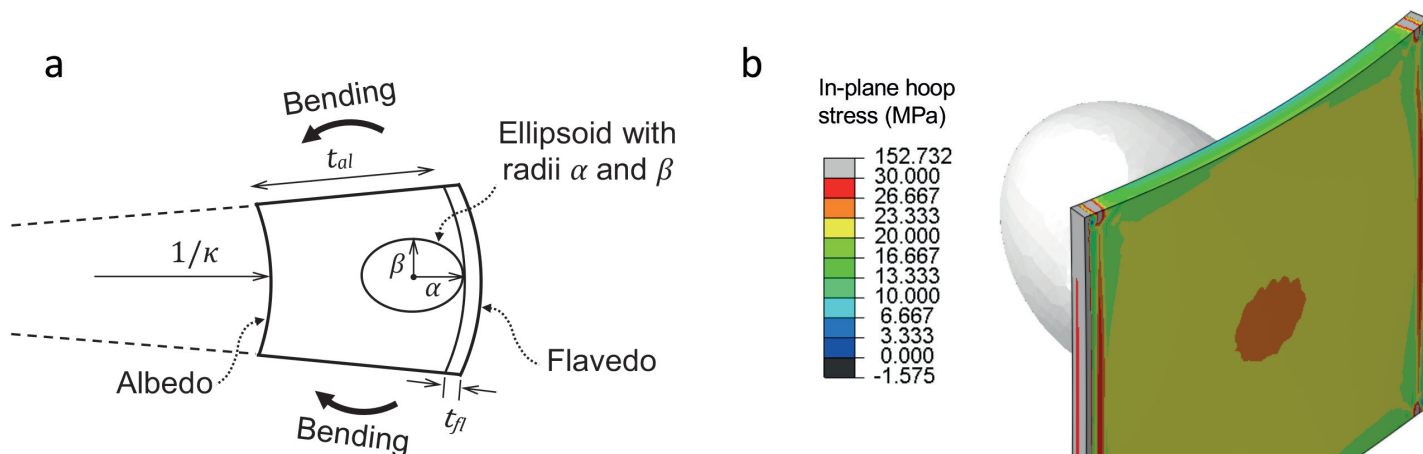 a
Bending
t_al
Ellipsoid with
radii α and β
1/κ
β
α
Albedo
Flavedo
t_fl
Bending
b
In-plane hoop
stress (MPa)
152.732
30.000
26.667
23.333
20.000
16.667
13.333
10.000
6.667
3.333
0.000
-1.575